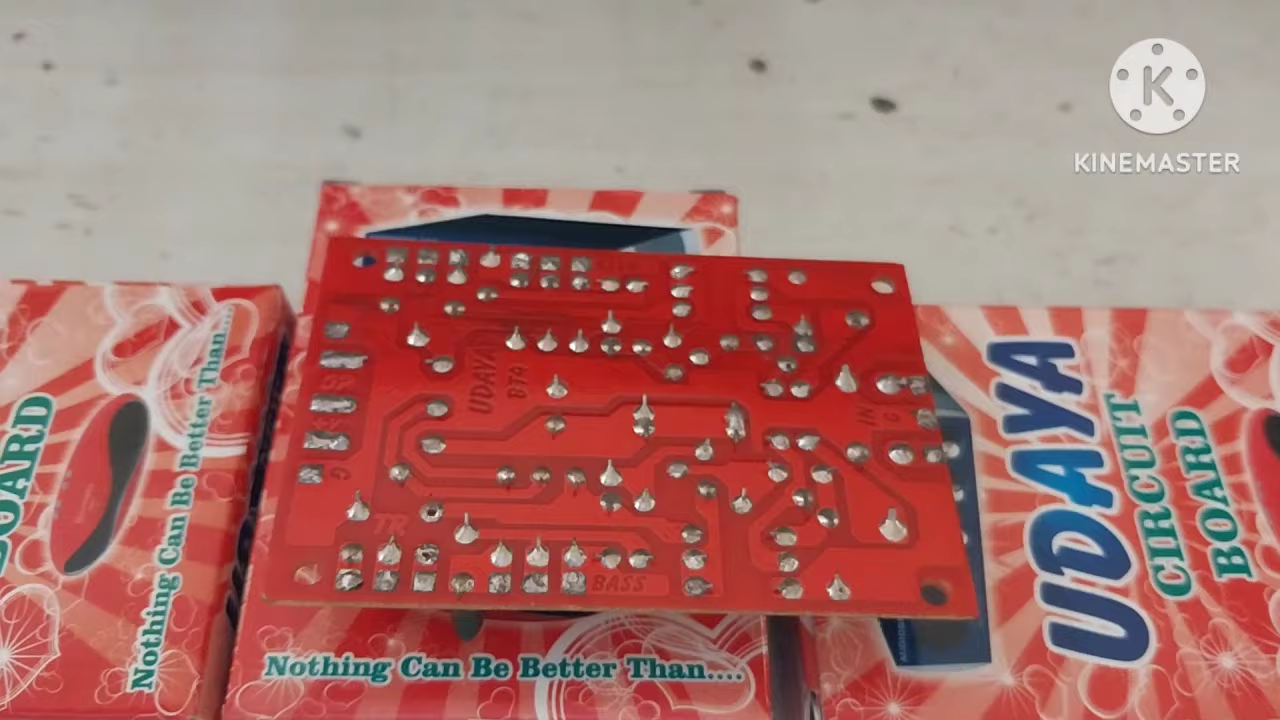 KINEMASTER
UDAYA
BT4
IN
G
G
TR
BASS
OARD
Nothing Can Be Better Than....
Nothing Can Be Better Than....
UDAYA
CIRCUIT
BOARD